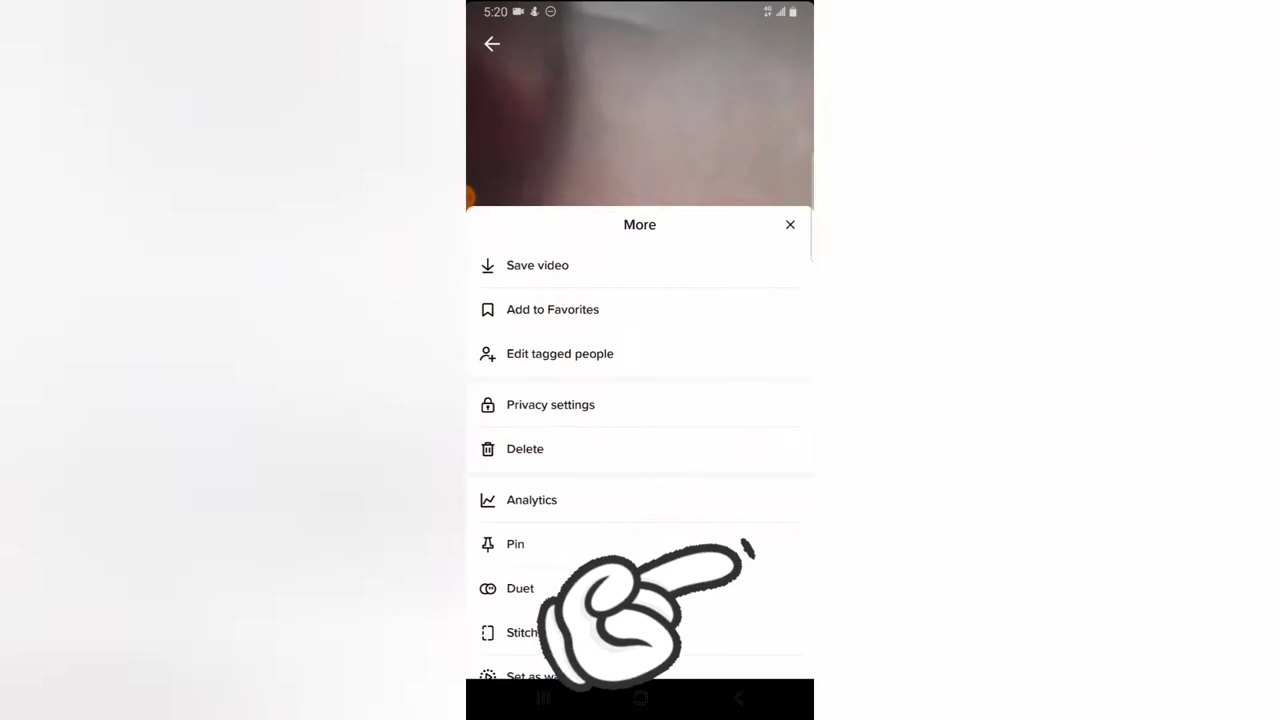 5:20
4G
More
Save video
Add to Favorites
Edit tagged people
Privacy settings
Delete
Analytics
Pin
Duet
Stitch
Set as